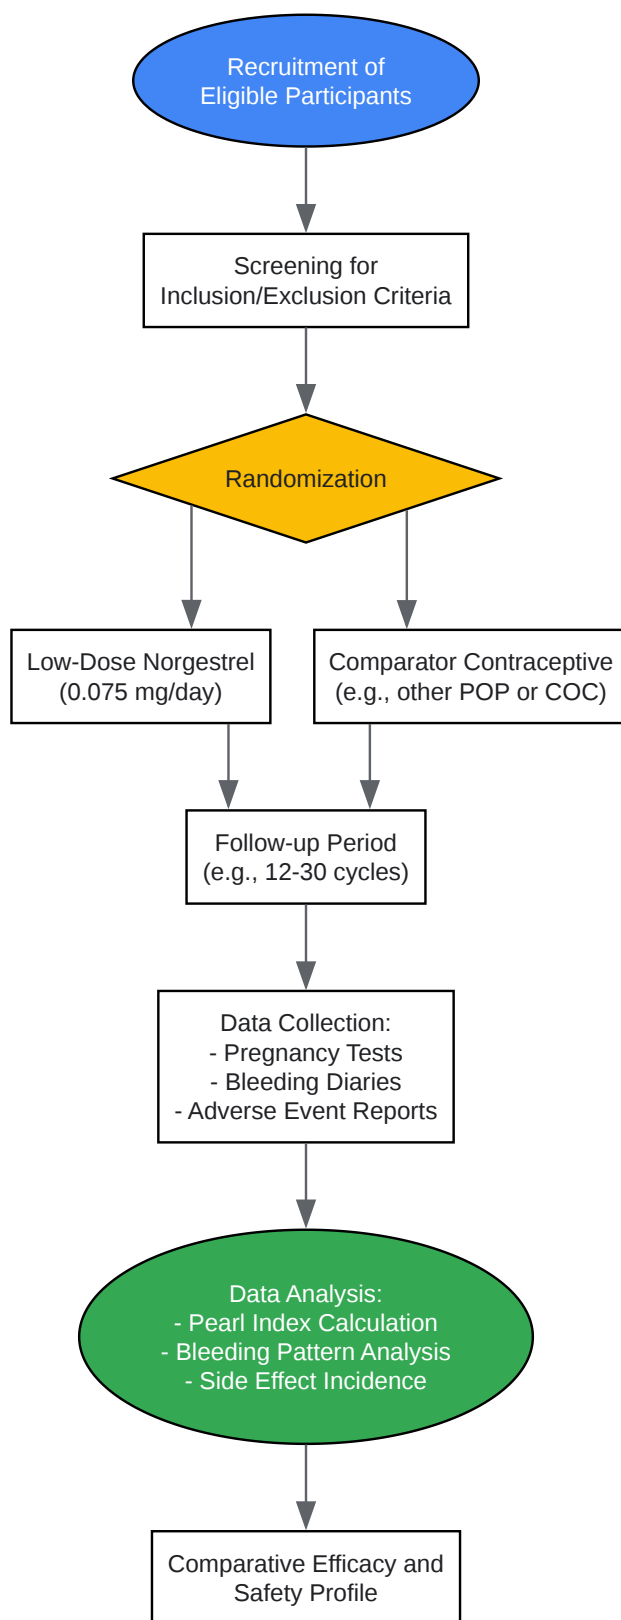 Recruitment of
Eligible Participants
Screening for
Inclusion/Exclusion Criteria
Randomization
Low-Dose Norgestrel
(0.075 mg/day)
Comparator Contraceptive
(e.g., other POP or COC)
Follow-up Period
(e.g., 12-30 cycles)
Data Collection:
- Pregnancy Tests
- Bleeding Diaries
- Adverse Event Reports
Data Analysis:
- Pearl Index Calculation
- Bleeding Pattern Analysis
- Side Effect Incidence
Comparative Efficacy and
Safety Profile